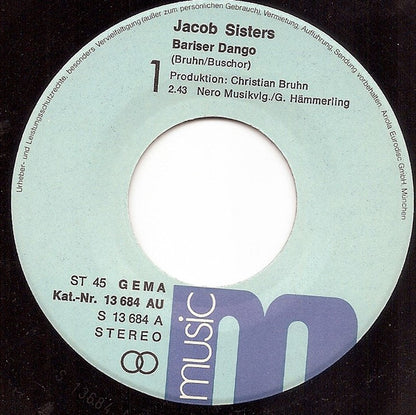 Urheber- und Leistungsschutzrechte, besonders Vervielfältigung (außer zum persönlichen Gebrauch), Vermietung, Aufführung, Sendung vorbehalten. Ariola Eurodisc GmbH. München
Jacob Sisters
Bariser Dango
(Bruhn/Buschor)
1
Produktion: Christian Bruhn
2.43 Nero Musikvlg./G. Hämmerling
ST 45 GEMA
Kat.-Nr. 13 684 AU
S 13 684 A
STEREO
music
m
13684